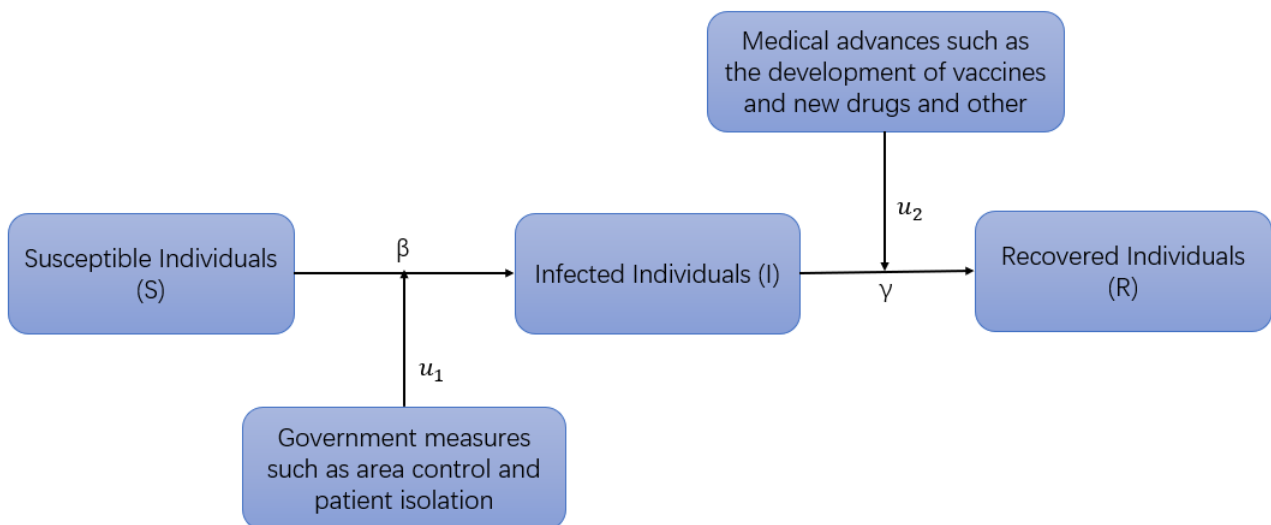 Medical advances such as
the development of vaccines
and new drugs and other
u₂
Susceptible Individuals
(S)
β
Infected Individuals (I)
γ
Recovered Individuals
(R)
u₁
Government measures
such as area control and
patient isolation